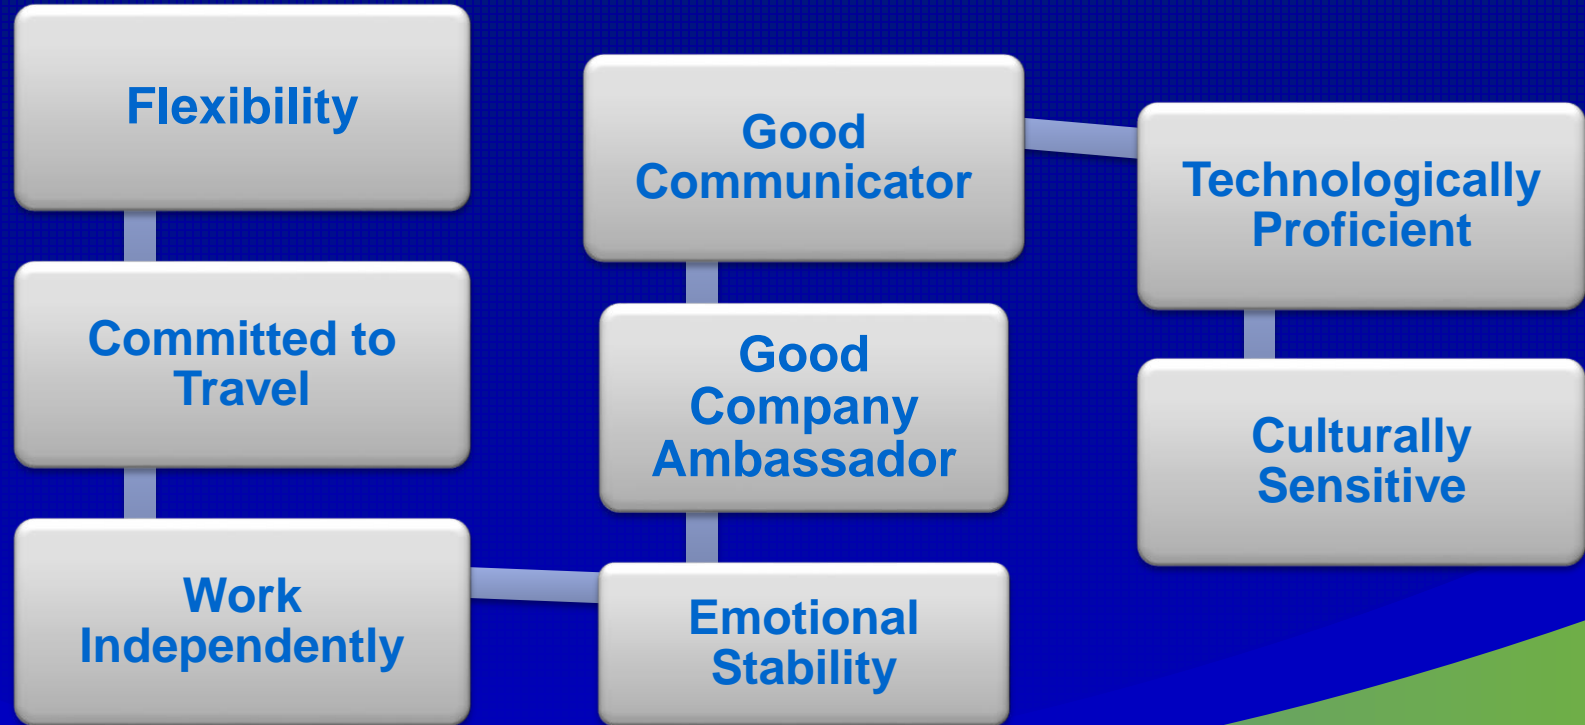 Flexibility
Committed to
Travel
Work
Independently
Emotional
Stability
Good
Company
Ambassador
Good
Communicator
Technologically
Proficient
Culturally
Sensitive